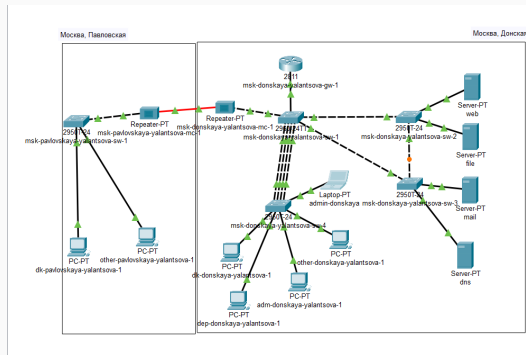 Москва, Павловская
Москва, Донская
2811
msk-donskaya-yalantsova-gw-1
Repeater-PT
msk-pavlovskaya-yalantsova-mc-1
Repeater-PT
msk-donskaya-yalantsova-mc-1
2950T-24
msk-pavlovskaya-yalantsova-sw-1
msk-donskaya-yalantsova-sw-1
2950T-24
msk-donskaya-yalantsova-sw-2
Server-PT
web
Server-PT
file
Laptop-PT
admin-donskaya
2950T-24
msk-donskaya-yalantsova-sw-3
Server-PT
mail
2950T-24
msk-donskaya-yalantsova-sw-4
PC-PT
other-pavlovskaya-yalantsova-1
PC-PT
dk-pavlovskaya-yalantsova-1
PC-PT
other-donskaya-yalantsova-1
PC-PT
dk-donskaya-yalantsova-1
Server-PT
dns
PC-PT
adm-donskaya-yalantsova-1
PC-PT
dep-donskaya-yalantsova-1